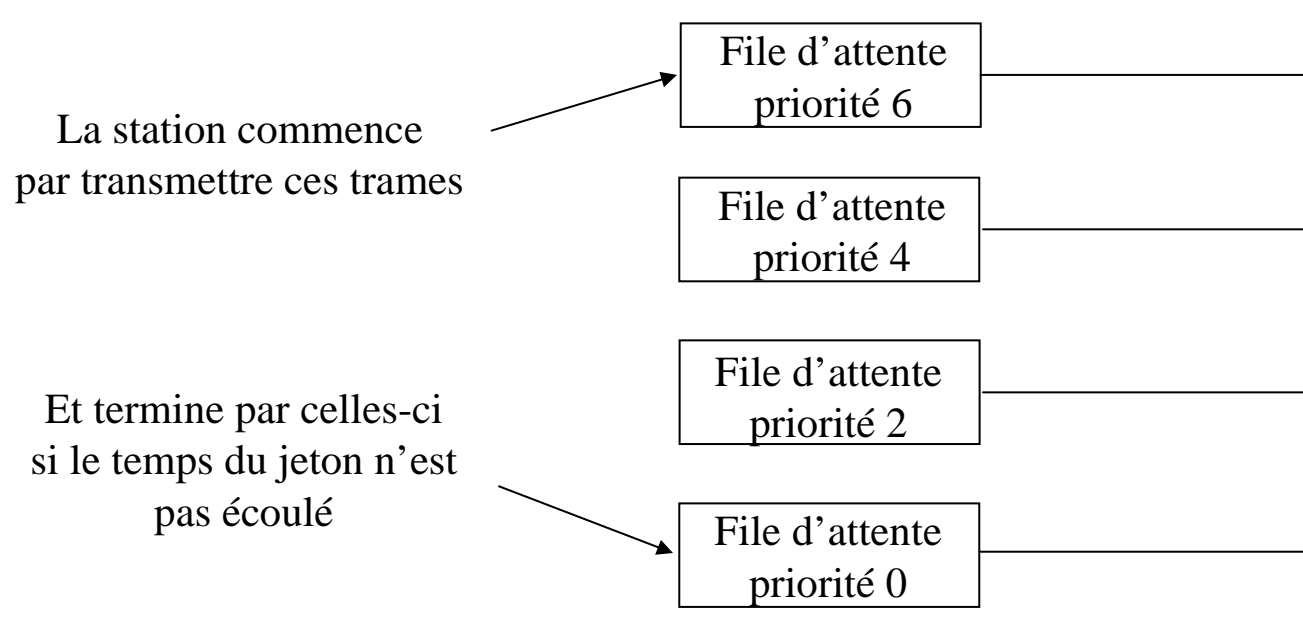 File d’attente
priorité 6
La station commence
par transmettre ces trames
File d’attente
priorité 4
File d’attente
priorité 2
Et termine par celles-ci
si le temps du jeton n’est
pas écoulé
File d’attente
priorité 0